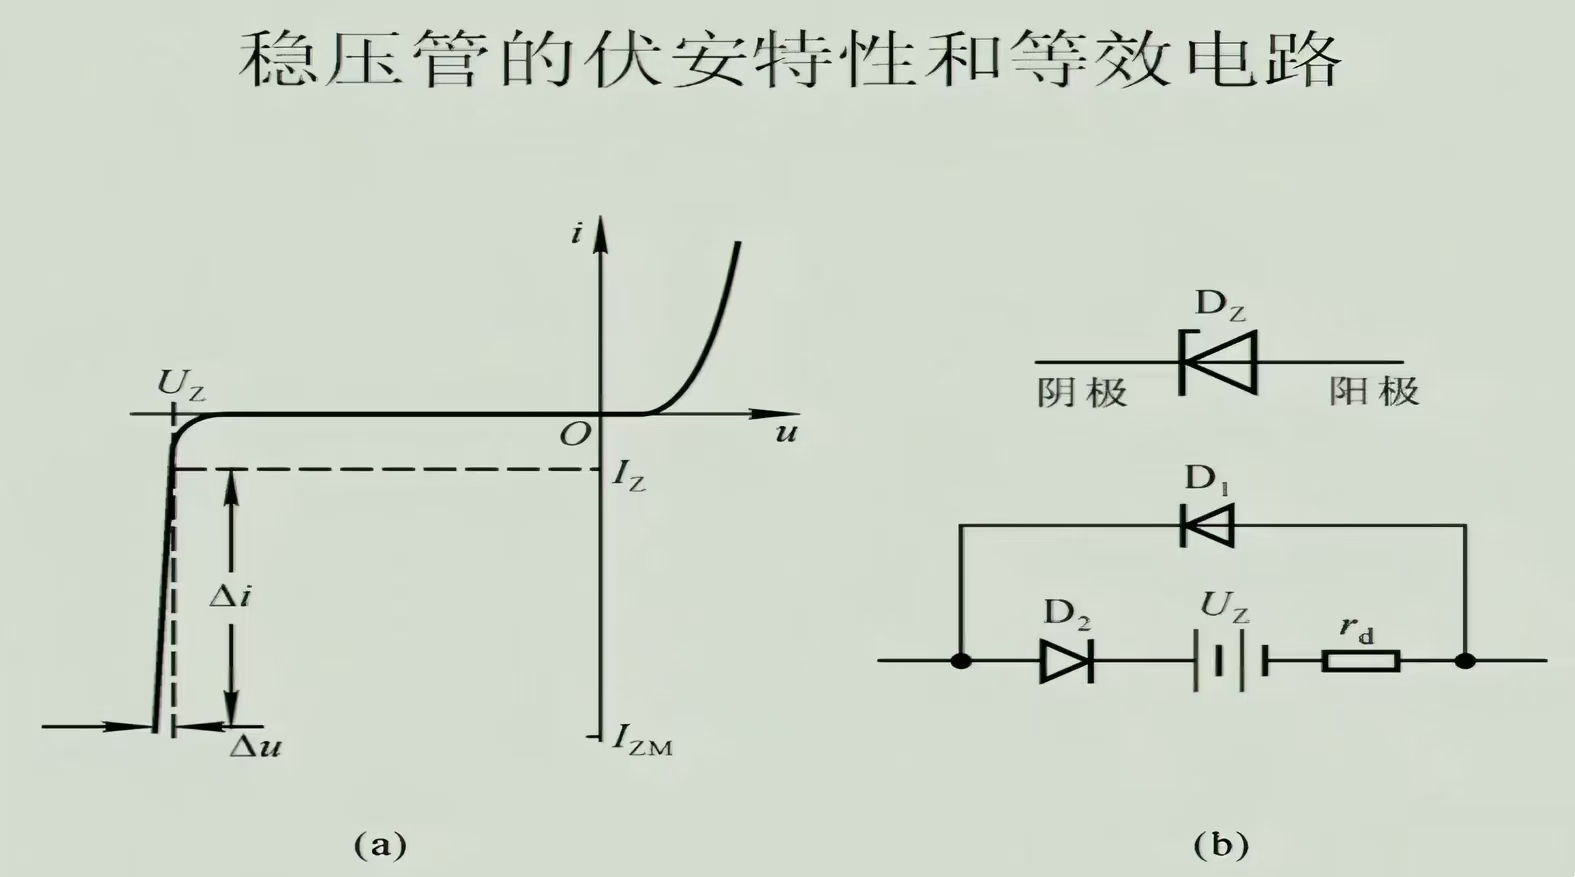 稳压管的伏安特性和等效电路
i
U_Z
O
u
I_Z
Δi
Δu
I_ZM
(a)
D_Z
阴极 阳极
D_1
D_2 U_Z r_d
(b)